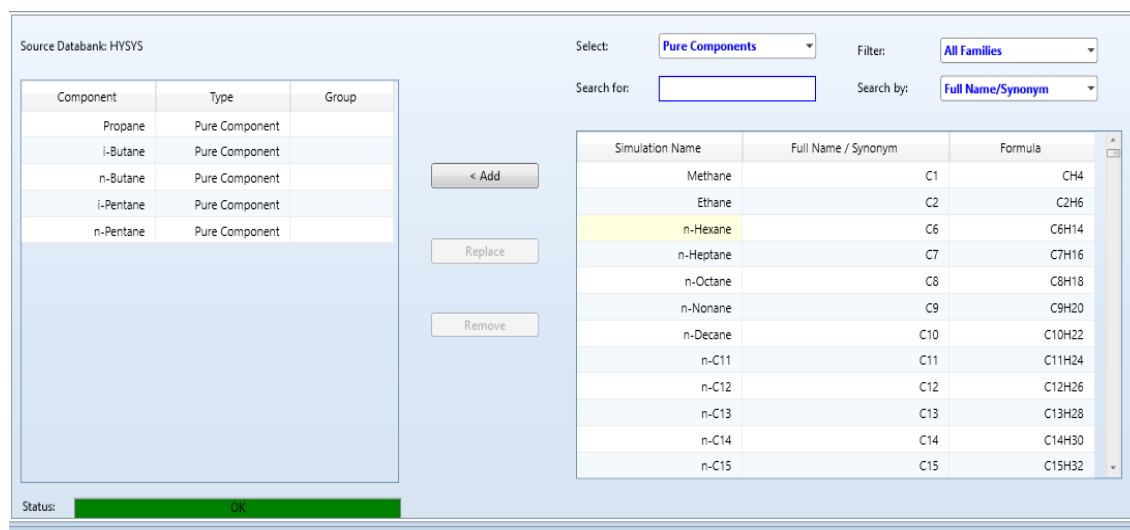 Source Databank: HYSYS
Component Type Group
Propane Pure Component
i-Butane Pure Component
n-Butane Pure Component
i-Pentane Pure Component
n-Pentane Pure Component
Status: OK
< Add
Replace
Remove
Select: Pure Components Filter: All Families
Search for: Search by: Full Name/Synonym
Simulation Name Full Name / Synonym Formula
Methane C1 CH4
Ethane C2 C2H6
n-Hexane C6 C6H14
n-Heptane C7 C7H16
n-Octane C8 C8H18
n-Nonane C9 C9H20
n-Decane C10 C10H22
n-C11 C11 C11H24
n-C12 C12 C12H26
n-C13 C13 C13H28
n-C14 C14 C14H30
n-C15 C15 C15H32